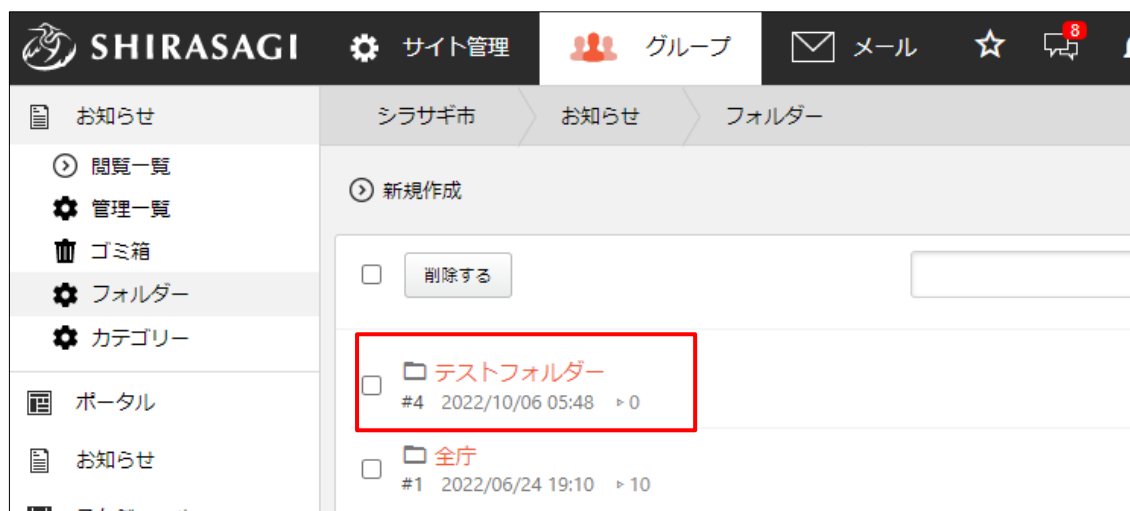 SHIRASAGI サイト管理 グループ メール 8
お知らせ
閲覧一覧
管理一覧
ゴミ箱
フォルダー
カテゴリー
ポータル
お知らせ
シラサギ市 お知らせ フォルダー
新規作成
削除する
テストフォルダー
#4 2022/10/06 05:48 ▹ 0
全庁
#1 2022/06/24 19:10 ▹ 10